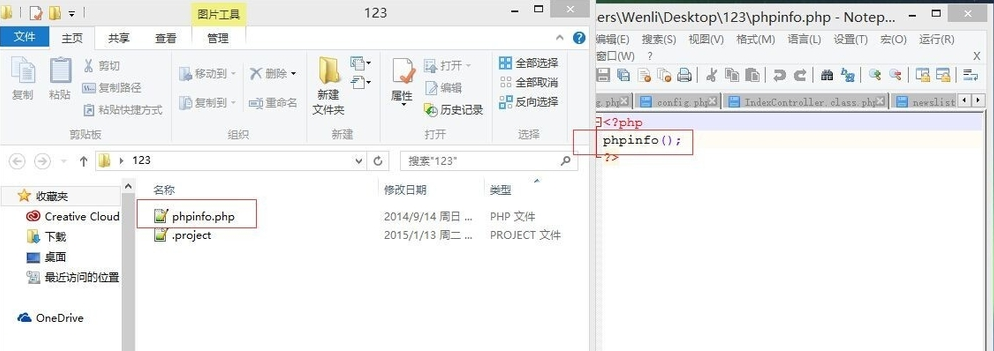 图片工具
123
文件
主页
共享
查看
管理
复制
粘贴
剪切
复制路径
粘贴快捷方式
剪贴板
移动到
复制到
删除
重命名
组织
新建
文件夹
新建
属性
打开
编辑
历史记录
打开
全部选择
全部取消
反向选择
选择
123
搜索"123"
收藏夹
Creative Cloud
下载
桌面
最近访问的位置
OneDrive
名称
修改日期
类型
phpinfo.php
2014/9/14 周日 ...
PHP 文件
.project
2015/1/13 周二 ...
PROJECT 文件
ers\Wenli\Desktop\123\phpinfo.php - Notep...
编辑(E)
搜索(S)
视图(V)
格式(M)
语言(L)
设置(T)
宏(O)
运行(R)
窗口(W)
?
g.php
config.php
IndexController.class.php
newslist
<?php
phpinfo();
?>